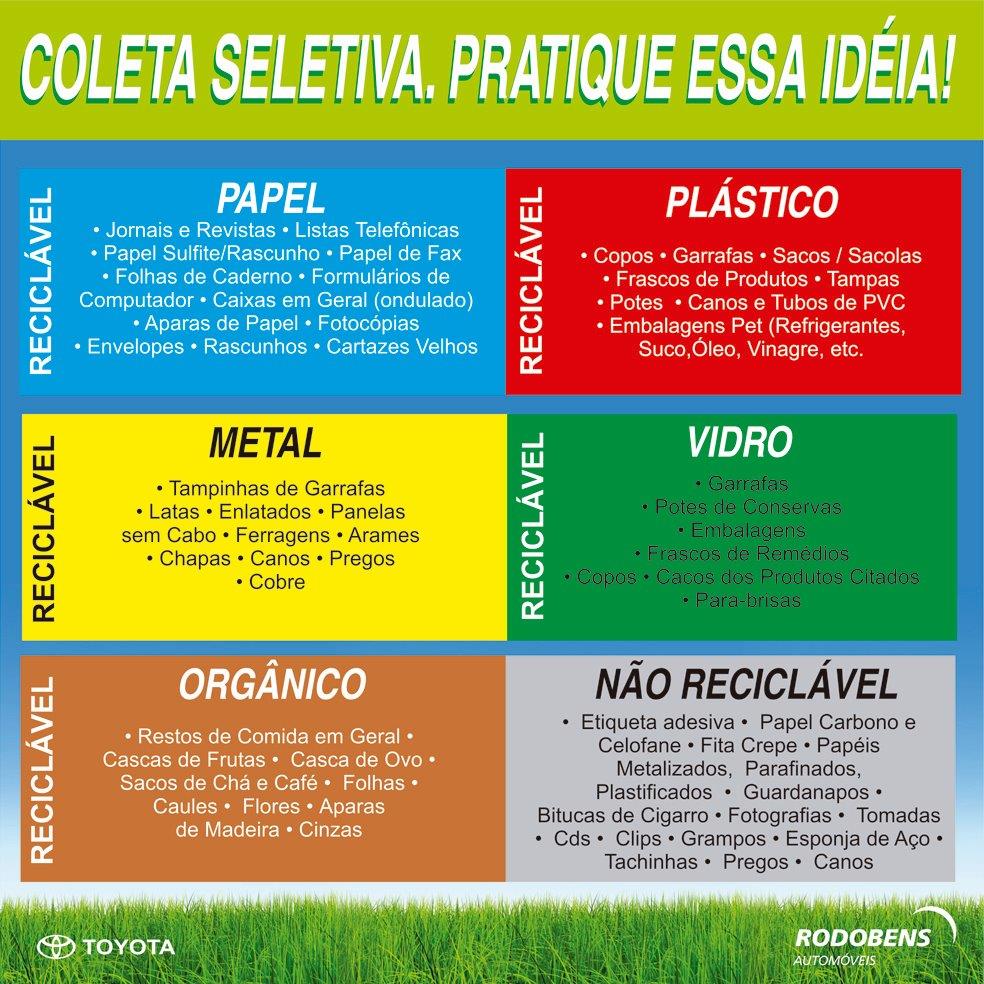 COLETA SELETIVA. PRATIQUE ESSA IDÉIA!
RECICLÁVEL
PAPEL
• Jornais e Revistas • Listas Telefônicas
• Papel Sulfite/Rascunho • Papel de Fax
• Folhas de Caderno • Formulários de
Computador • Caixas em Geral (ondulado)
• Aparas de Papel • Fotocópias
• Envelopes • Rascunhos • Cartazes Velhos
RECICLÁVEL
PLÁSTICO
• Copos • Garrafas • Sacos / Sacolas
• Frascos de Produtos • Tampas
• Potes • Canos e Tubos de PVC
• Embalagens Pet (Refrigerantes,
Suco,Óleo, Vinagre, etc.
RECICLÁVEL
METAL
• Tampinhas de Garrafas
• Latas • Enlatados • Panelas
sem Cabo • Ferragens • Arames
• Chapas • Canos • Pregos
• Cobre
RECICLÁVEL
VIDRO
• Garrafas
• Potes de Conservas
• Embalagens
• Frascos de Remédios
• Copos • Cacos dos Produtos Citados
• Para-brisas
RECICLÁVEL
ORGÂNICO
• Restos de Comida em Geral •
Cascas de Frutas • Casca de Ovo •
Sacos de Chá e Café • Folhas •
Caules • Flores • Aparas
de Madeira • Cinzas
NÃO RECICLÁVEL
• Etiqueta adesiva • Papel Carbono e
Celofane • Fita Crepe • Papéis
Metalizados, Parafinados,
Plastificados • Guardanapos •
Bitucas de Cigarro • Fotografias • Tomadas
• Cds • Clips • Grampos • Esponja de Aço •
Tachinhas • Pregos • Canos
TOYOTA
RODOBENS
AUTOMÓVEIS